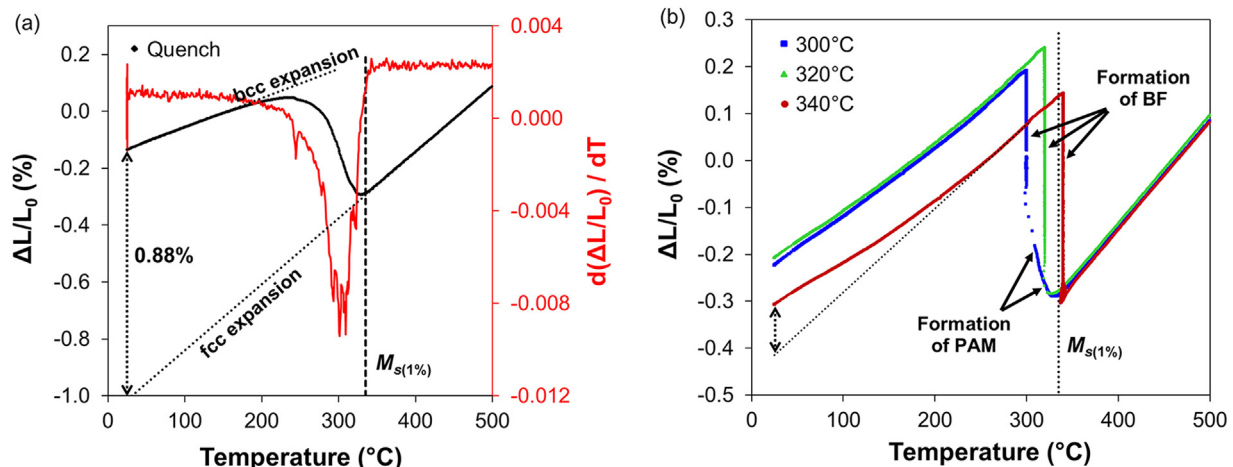 (a)
Quench
bcc expansion
fcc expansion
0.88%
Ms(1%)
0.2
0.0
-0.2
-0.4
-0.6
-0.8
-1.0
ΔL/L0 (%)
0.004
0.000
-0.004
-0.008
-0.012
d(ΔL/L0) / dT
0 100 200 300 400 500
Temperature (°C)
(b)
300°C
320°C
340°C
Formation
of BF
Formation
of PAM
Ms(1%)
0.3
0.2
0.1
0.0
-0.1
-0.2
-0.3
-0.4
-0.5
ΔL/L0 (%)
0 100 200 300 400 500
Temperature (°C)